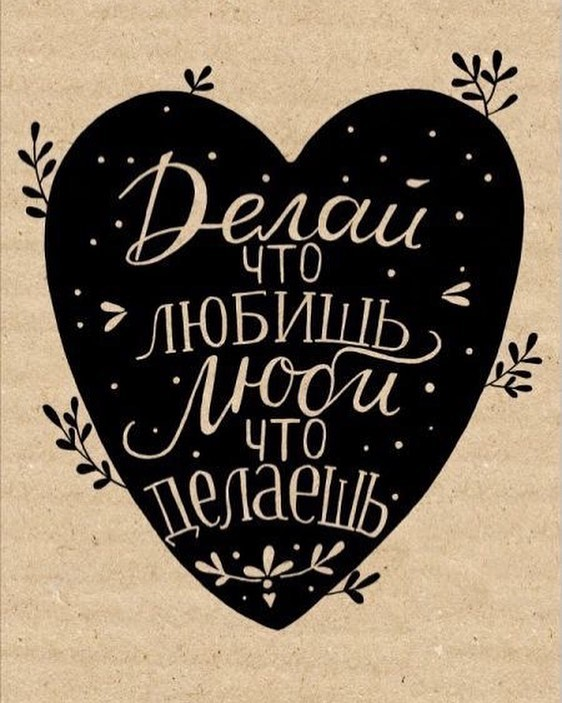 Делай
что
любишь
Люби
что
делаешь